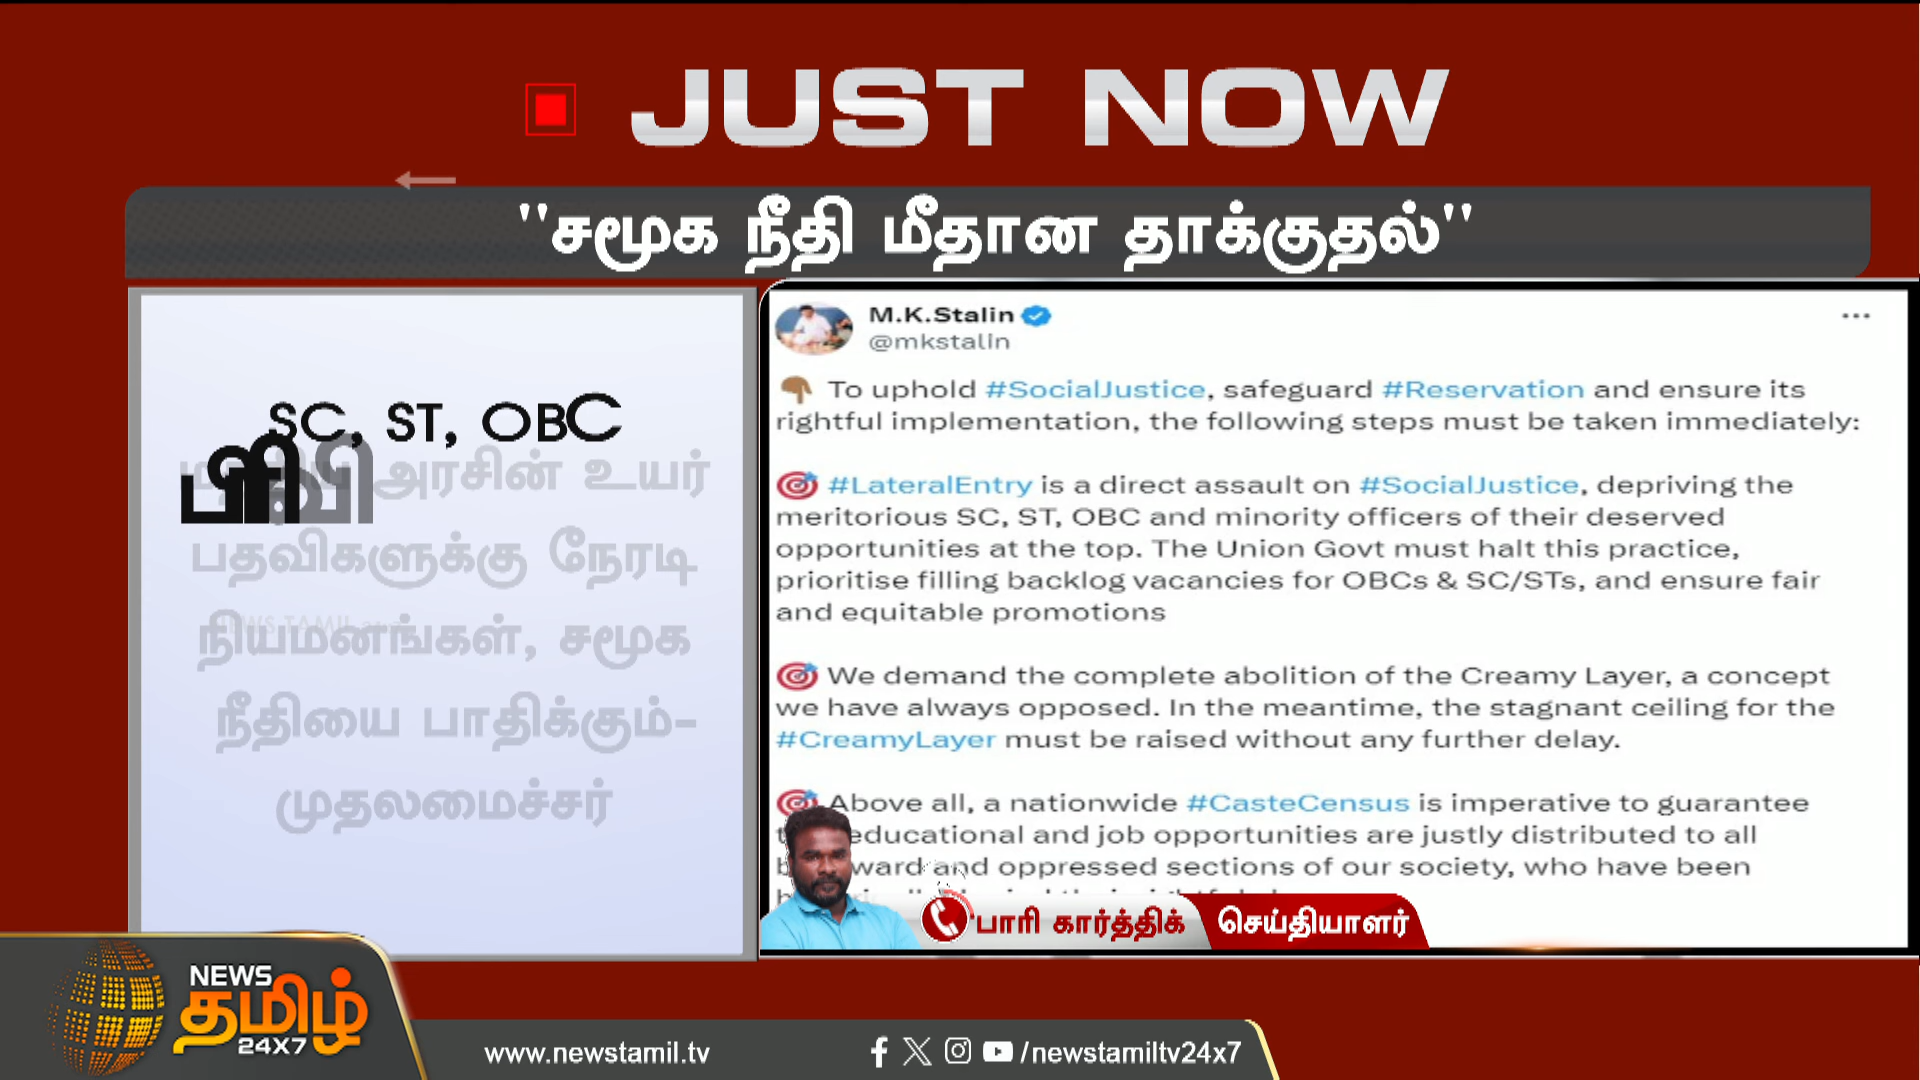 JUST NOW
''சமூக நீதி மீதான தாக்குதல்''
SC, ST, OBC
அரசின் உயர்
பதவிகளுக்கு நேரடி
நியமனங்கள், சமூக
நீதியை பாதிக்கும்-
முதலமைச்சர்
M.K.Stalin
@mkstalin
To uphold #SocialJustice, safeguard #Reservation and ensure its
rightful implementation, the following steps must be taken immediately:
#LateralEntry is a direct assault on #SocialJustice, depriving the
meritorious SC, ST, OBC and minority officers of their deserved
opportunities at the top. The Union Govt must halt this practice,
prioritise filling backlog vacancies for OBCs & SC/STs, and ensure fair
and equitable promotions
We demand the complete abolition of the Creamy Layer, a concept
we have always opposed. In the meantime, the stagnant ceiling for the
#CreamyLayer must be raised without any further delay.
Above all, a nationwide #CasteCensus is imperative to guarantee
educational and job opportunities are justly distributed to all
and oppressed sections of our society, who have been
பாரி கார்த்திக் செய்தியாளர்
NEWS
தமிழ்
24X7
www.newstamil.tv
/newstamiltv24x7